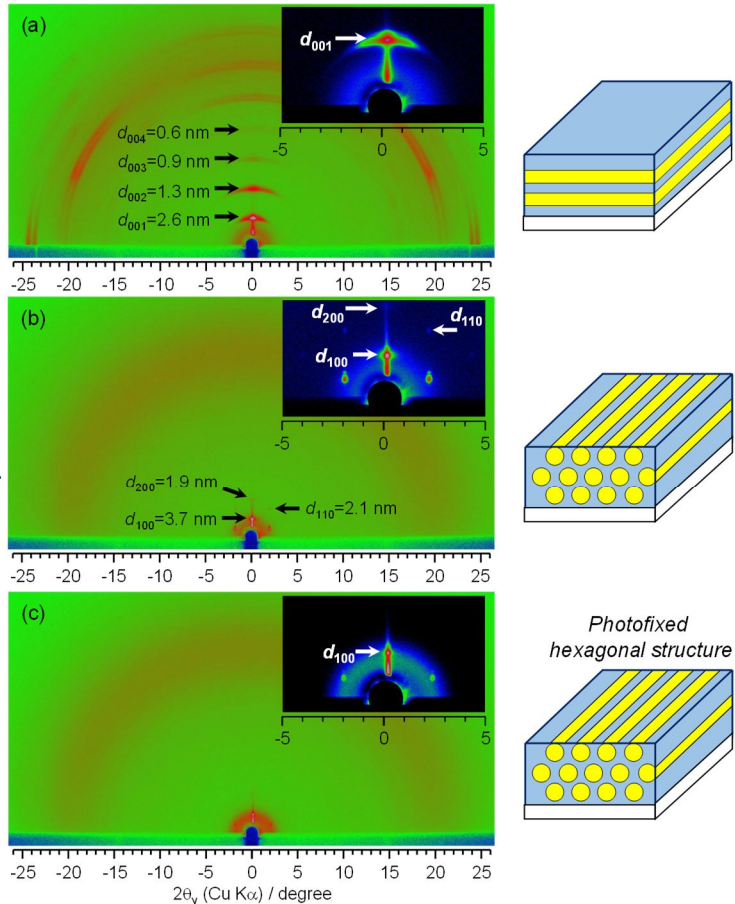 (a)
d001
-5 0 5
d004=0.6 nm
d003=0.9 nm
d002=1.3 nm
d001=2.6 nm
-25 -20 -15 -10 -5 0 5 10 15 20 25
(b)
d200
d110
d100
-5 0 5
d200=1.9 nm
d110=2.1 nm
d100=3.7 nm
-25 -20 -15 -10 -5 0 5 10 15 20 25
(c)
d100
-5 0 5
Photofixed
hexagonal structure
-25 -20 -15 -10 -5 0 5 10 15 20 25
2θy (Cu Kα) / degree